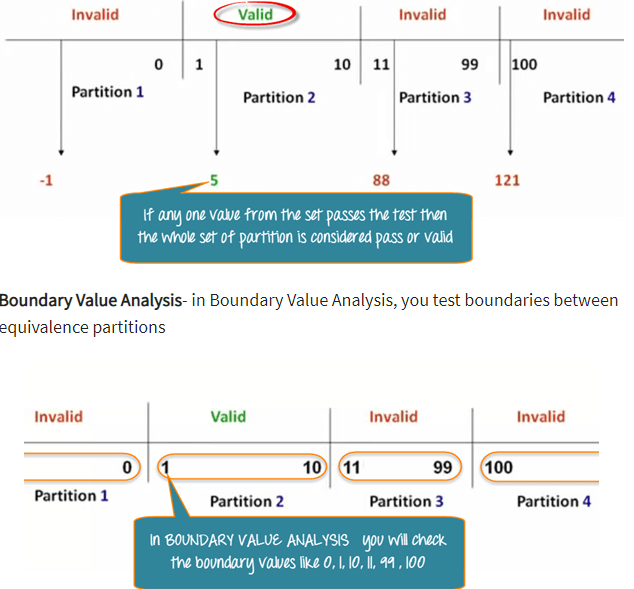 Invalid Valid Invalid Invalid
0 1 10 11 99 100
Partition 1 Partition 2 Partition 3 Partition 4
-1 5 88 121
If any one value from the set passes the test then
the whole set of partition is considered pass or valid
Boundary Value Analysis- in Boundary Value Analysis, you test boundaries between
equivalence partitions
Invalid Valid Invalid Invalid
0 1 10 11 99 100
Partition 1 Partition 2 Partition 3 Partition 4
In BOUNDARY VALUE ANALYSIS you will check
the boundary values like 0, 1, 10, 11, 99 , 100